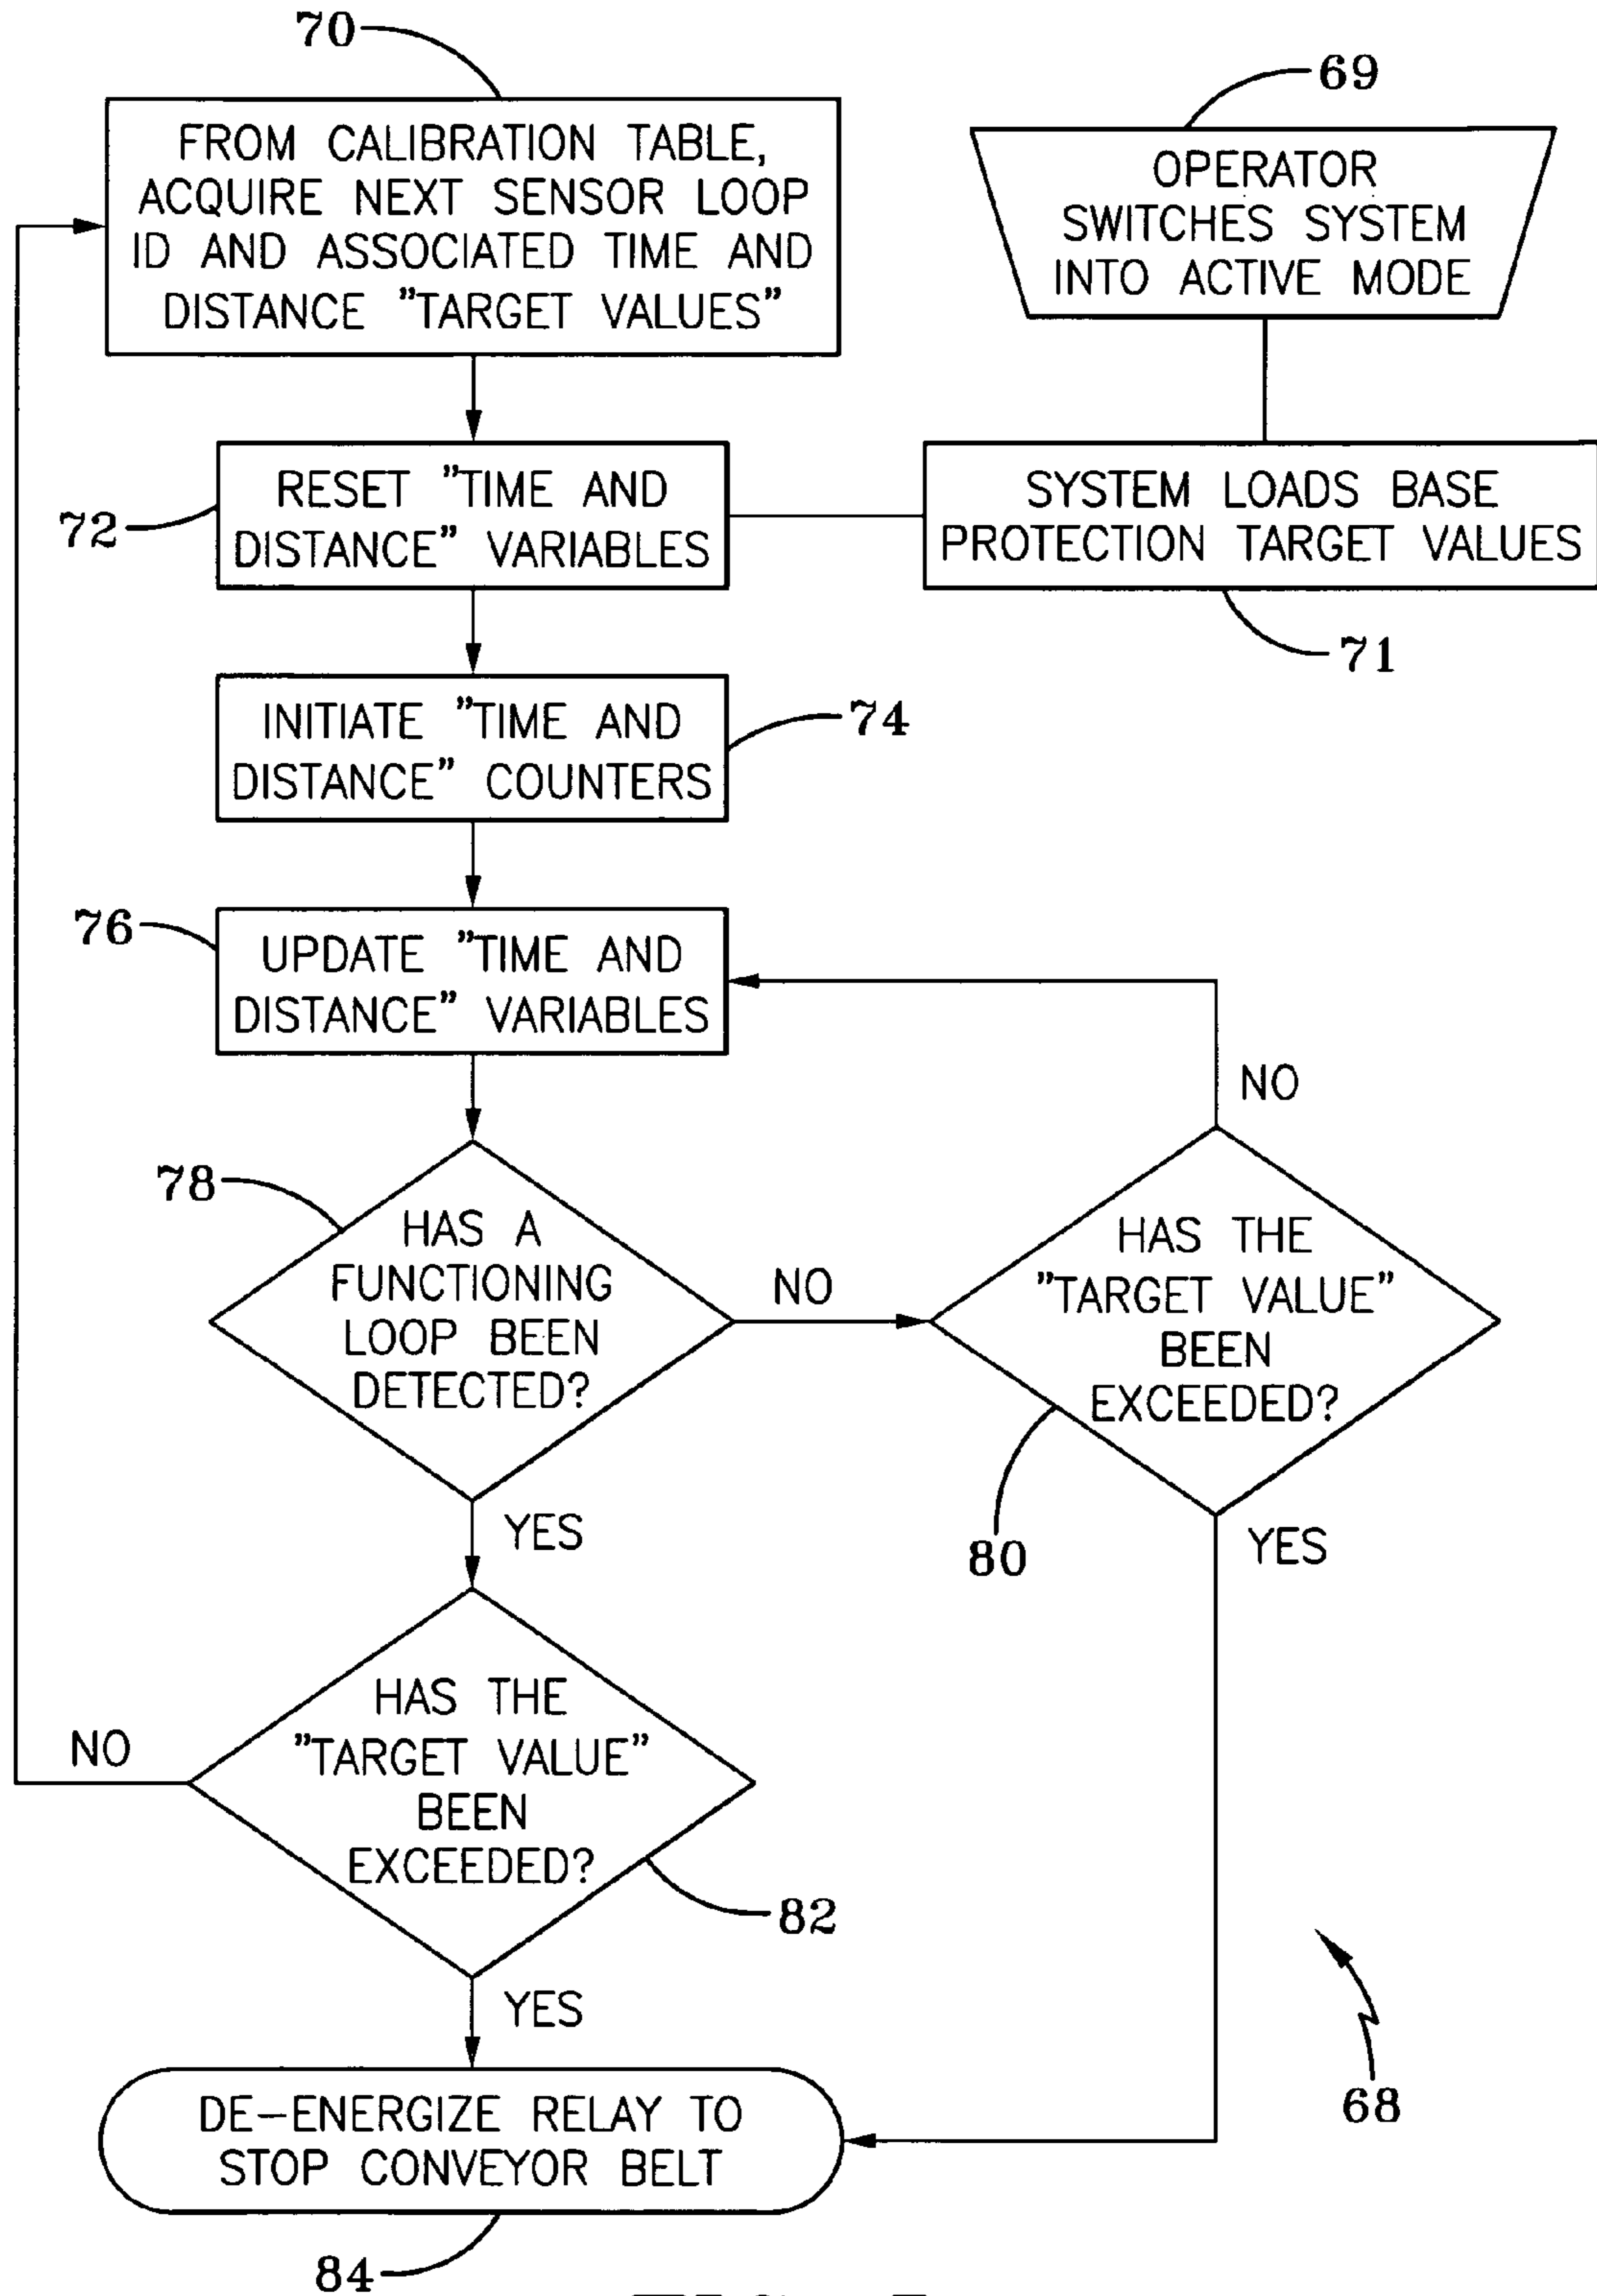 70
FROM CALIBRATION TABLE,
ACQUIRE NEXT SENSOR LOOP
ID AND ASSOCIATED TIME AND
DISTANCE "TARGET VALUES"
69
OPERATOR
SWITCHES SYSTEM
INTO ACTIVE MODE
72
RESET "TIME AND
DISTANCE" VARIABLES
SYSTEM LOADS BASE
PROTECTION TARGET VALUES
71
INITIATE "TIME AND
DISTANCE" COUNTERS
74
76
UPDATE "TIME AND
DISTANCE" VARIABLES
NO
78
HAS A
FUNCTIONING
LOOP BEEN
DETECTED?
NO
HAS THE
"TARGET VALUE"
BEEN
EXCEEDED?
80
YES
YES
HAS THE
"TARGET VALUE"
BEEN
EXCEEDED?
NO
82
YES
68
DE-ENERGIZE RELAY TO
STOP CONVEYOR BELT
84